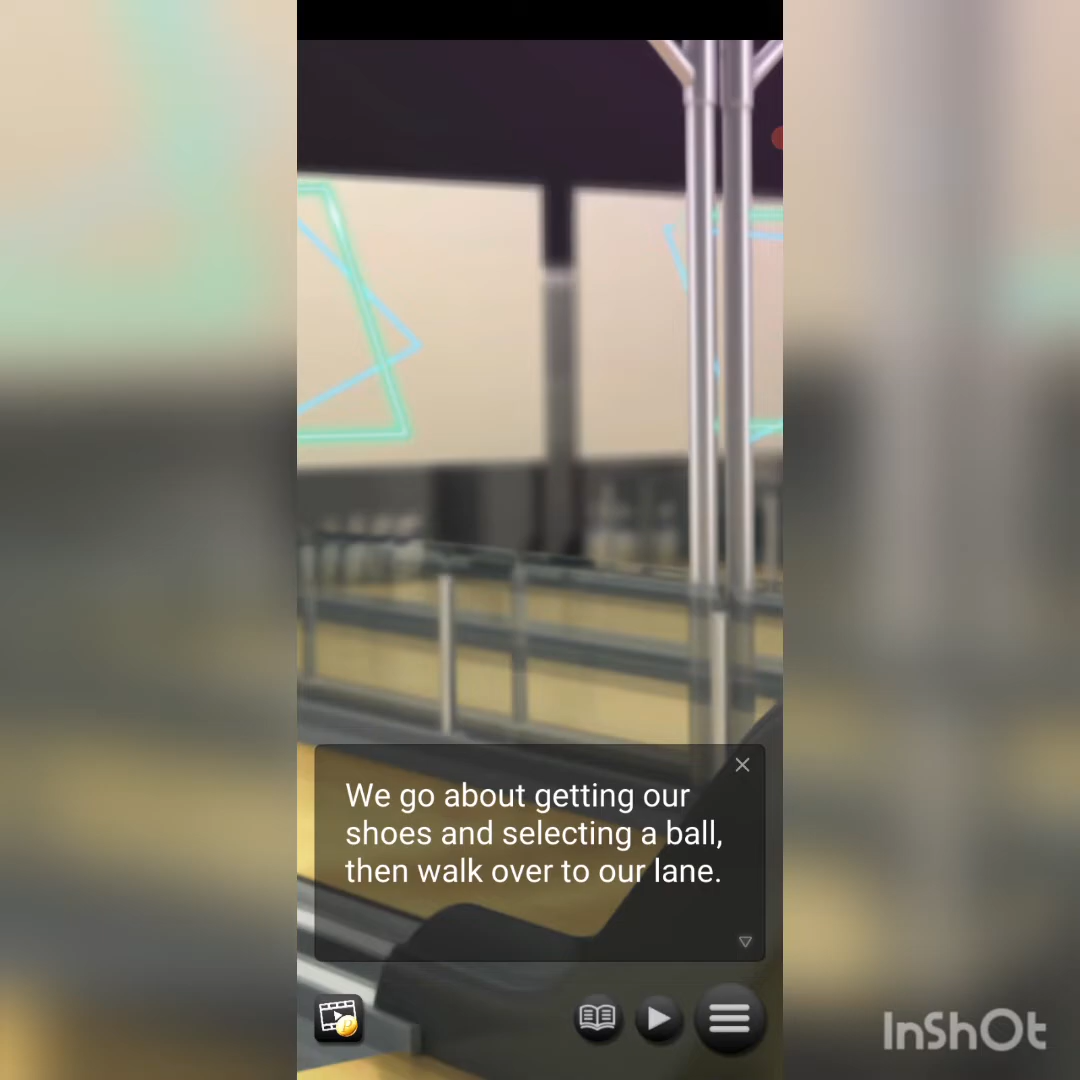 We go about getting our
shoes and selecting a ball,
then walk over to our lane.
InShOt